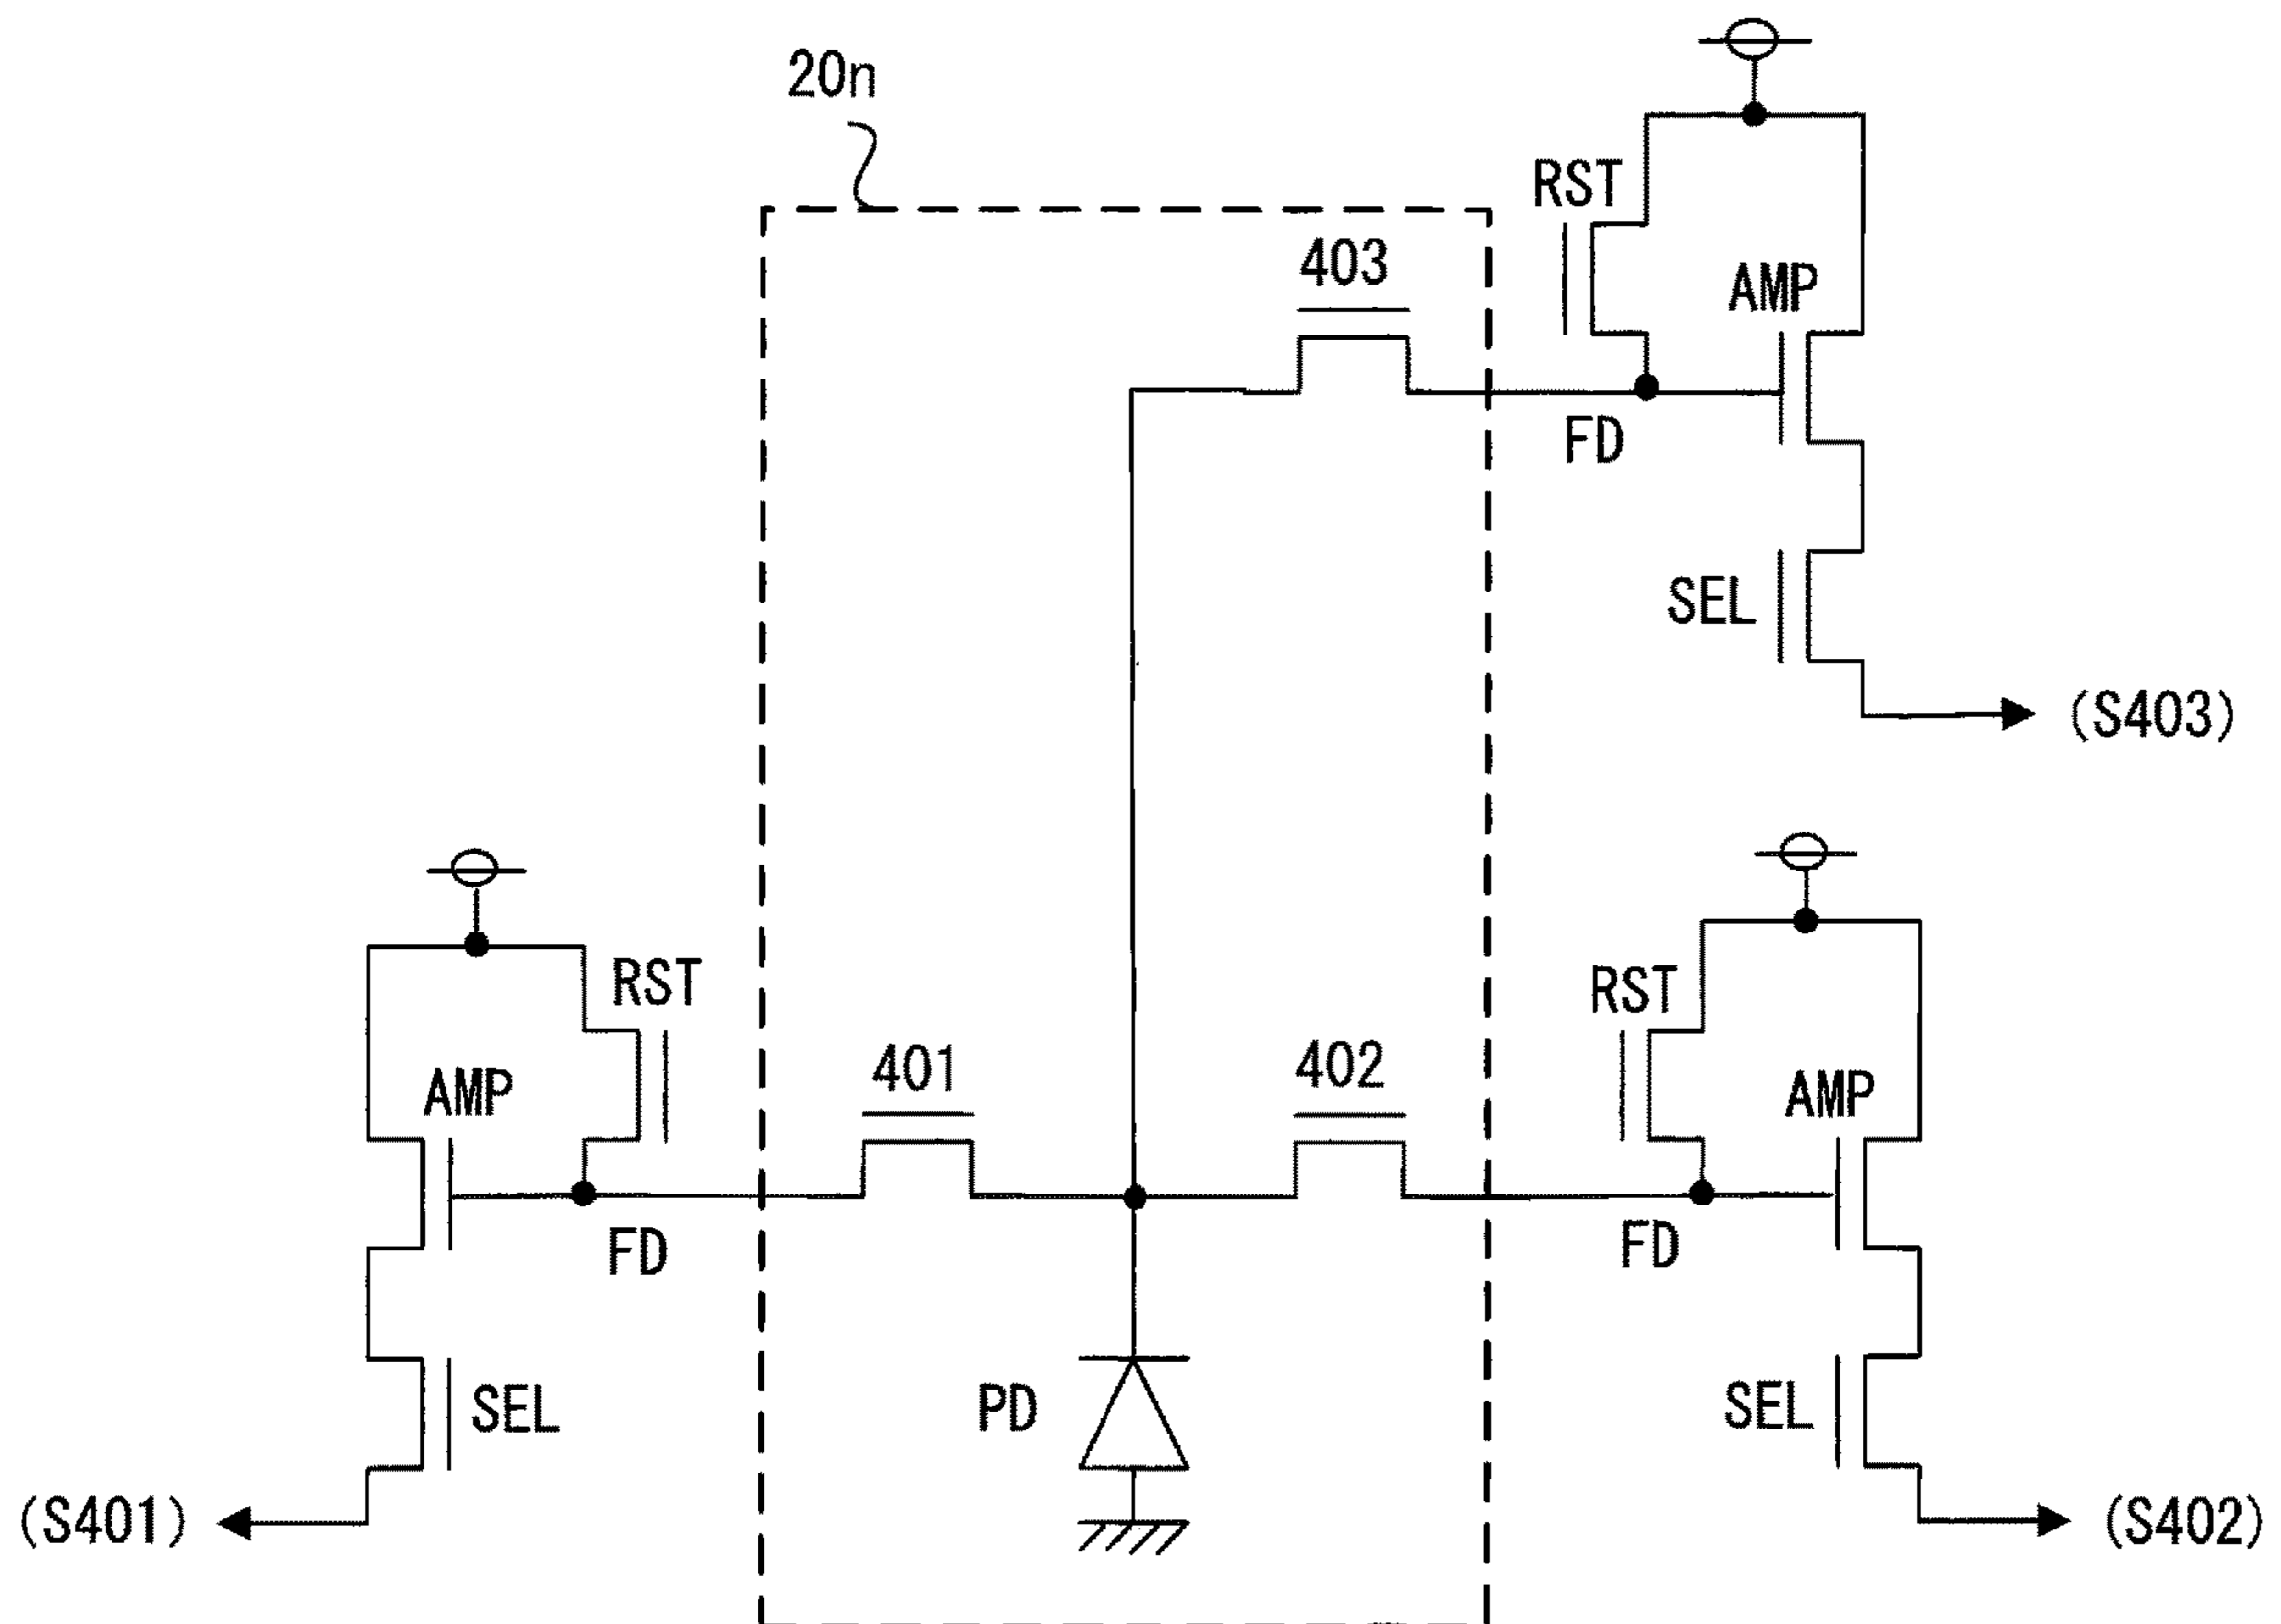 20n
RST
403
AMP
FD
SEL
(S403)
RST
RST
401
402
AMP
AMP
FD
FD
PD
SEL
SEL
(S401)
(S402)